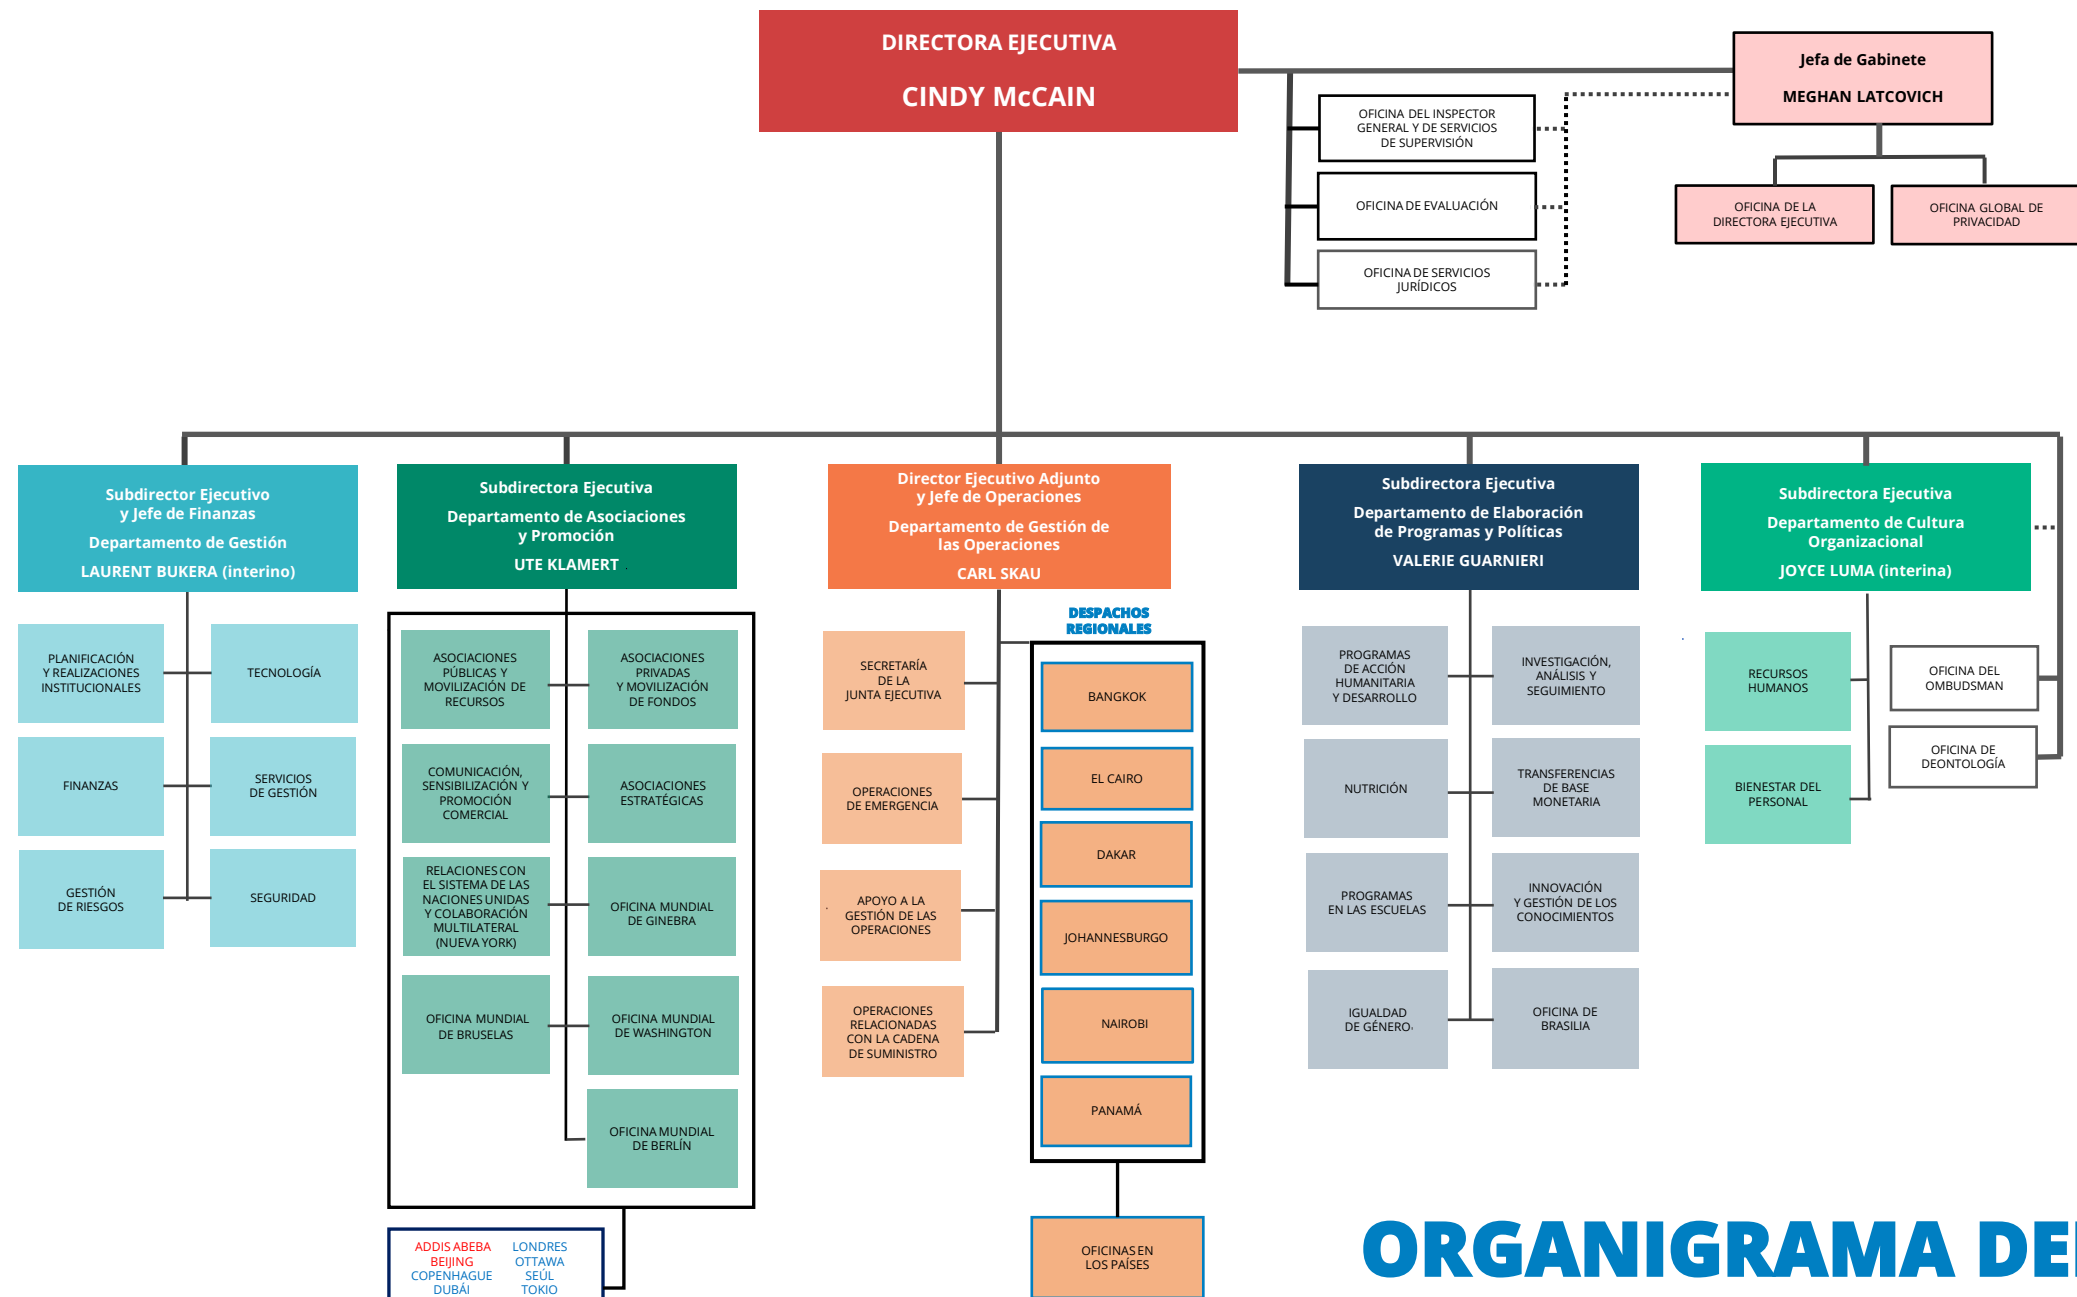 DIRECTORA EJECUTIVA
CINDY McCAIN
Jefa de Gabinete
MEGHAN LATCOVICH
OFICINA DEL INSPECTOR
GENERAL Y DE SERVICIOS
DE SUPERVISIÓN
OFICINA DE EVALUACIÓN
OFICINA DE SERVICIOS
JURÍDICOS
OFICINA DE LA
DIRECTORA EJECUTIVA
OFICINA GLOBAL DE
PRIVACIDAD
Subdirector Ejecutivo
y Jefe de Finanzas
Departamento de Gestión
LAURENT BUKERA (interino)
PLANIFICACIÓN
Y REALIZACIONES
INSTITUCIONALES
TECNOLOGÍA
FINANZAS
SERVICIOS
DE GESTIÓN
GESTIÓN
DE RIESGOS
SEGURIDAD
Subdirectora Ejecutiva
Departamento de Asociaciones
y Promoción
UTE KLAMERT
ASOCIACIONES
PÚBLICAS Y
MOVILIZACIÓN DE
RECURSOS
ASOCIACIONES
PRIVADAS
Y MOVILIZACIÓN
DE FONDOS
COMUNICACIÓN,
SENSIBILIZACIÓN Y
PROMOCIÓN
COMERCIAL
ASOCIACIONES
ESTRATÉGICAS
RELACIONES CON
EL SISTEMA DE LAS
NACIONES UNIDAS
Y COLABORACIÓN
MULTILATERAL
(NUEVA YORK)
OFICINA MUNDIAL
DE GINEBRA
OFICINA MUNDIAL
DE BRUSELAS
OFICINA MUNDIAL
DE WASHINGTON
OFICINA MUNDIAL
DE BERLÍN
ADDIS ABEBA
BEIJING
COPENHAGUE
DUBÁI
LONDRES
OTTAWA
SEÚL
TOKIO
Director Ejecutivo Adjunto
y Jefe de Operaciones
Departamento de Gestión de
las Operaciones
CARL SKAU
SECRETARÍA
DE LA
JUNTA EJECUTIVA
OPERACIONES
DE EMERGENCIA
APOYO A LA
GESTIÓN DE LAS
OPERACIONES
OPERACIONES
RELACIONADAS
CON LA CADENA
DE SUMINISTRO
DESPACHOS
REGIONALES
BANGKOK
EL CAIRO
DAKAR
JOHANNESBURGO
NAIROBI
PANAMÁ
OFICINAS EN
LOS PAÍSES
Subdirectora Ejecutiva
Departamento de Elaboración
de Programas y Políticas
VALERIE GUARNIERI
PROGRAMAS
DE ACCIÓN
HUMANITARIA
Y DESARROLLO
INVESTIGACIÓN,
ANÁLISIS Y
SEGUIMIENTO
NUTRICIÓN
TRANSFERENCIAS
DE BASE
MONETARIA
PROGRAMAS
EN LAS ESCUELAS
INNOVACIÓN
Y GESTIÓN DE LOS
CONOCIMIENTOS
IGUALDAD
DE GÉNERO
OFICINA DE
BRASILIA
Subdirectora Ejecutiva
Departamento de Cultura
Organizacional
JOYCE LUMA (interina)
RECURSOS
HUMANOS
BIENESTAR DEL
PERSONAL
OFICINA DEL
OMBUDSMAN
OFICINA DE
DEONTOLOGÍA
ORGANIGRAMA DEL